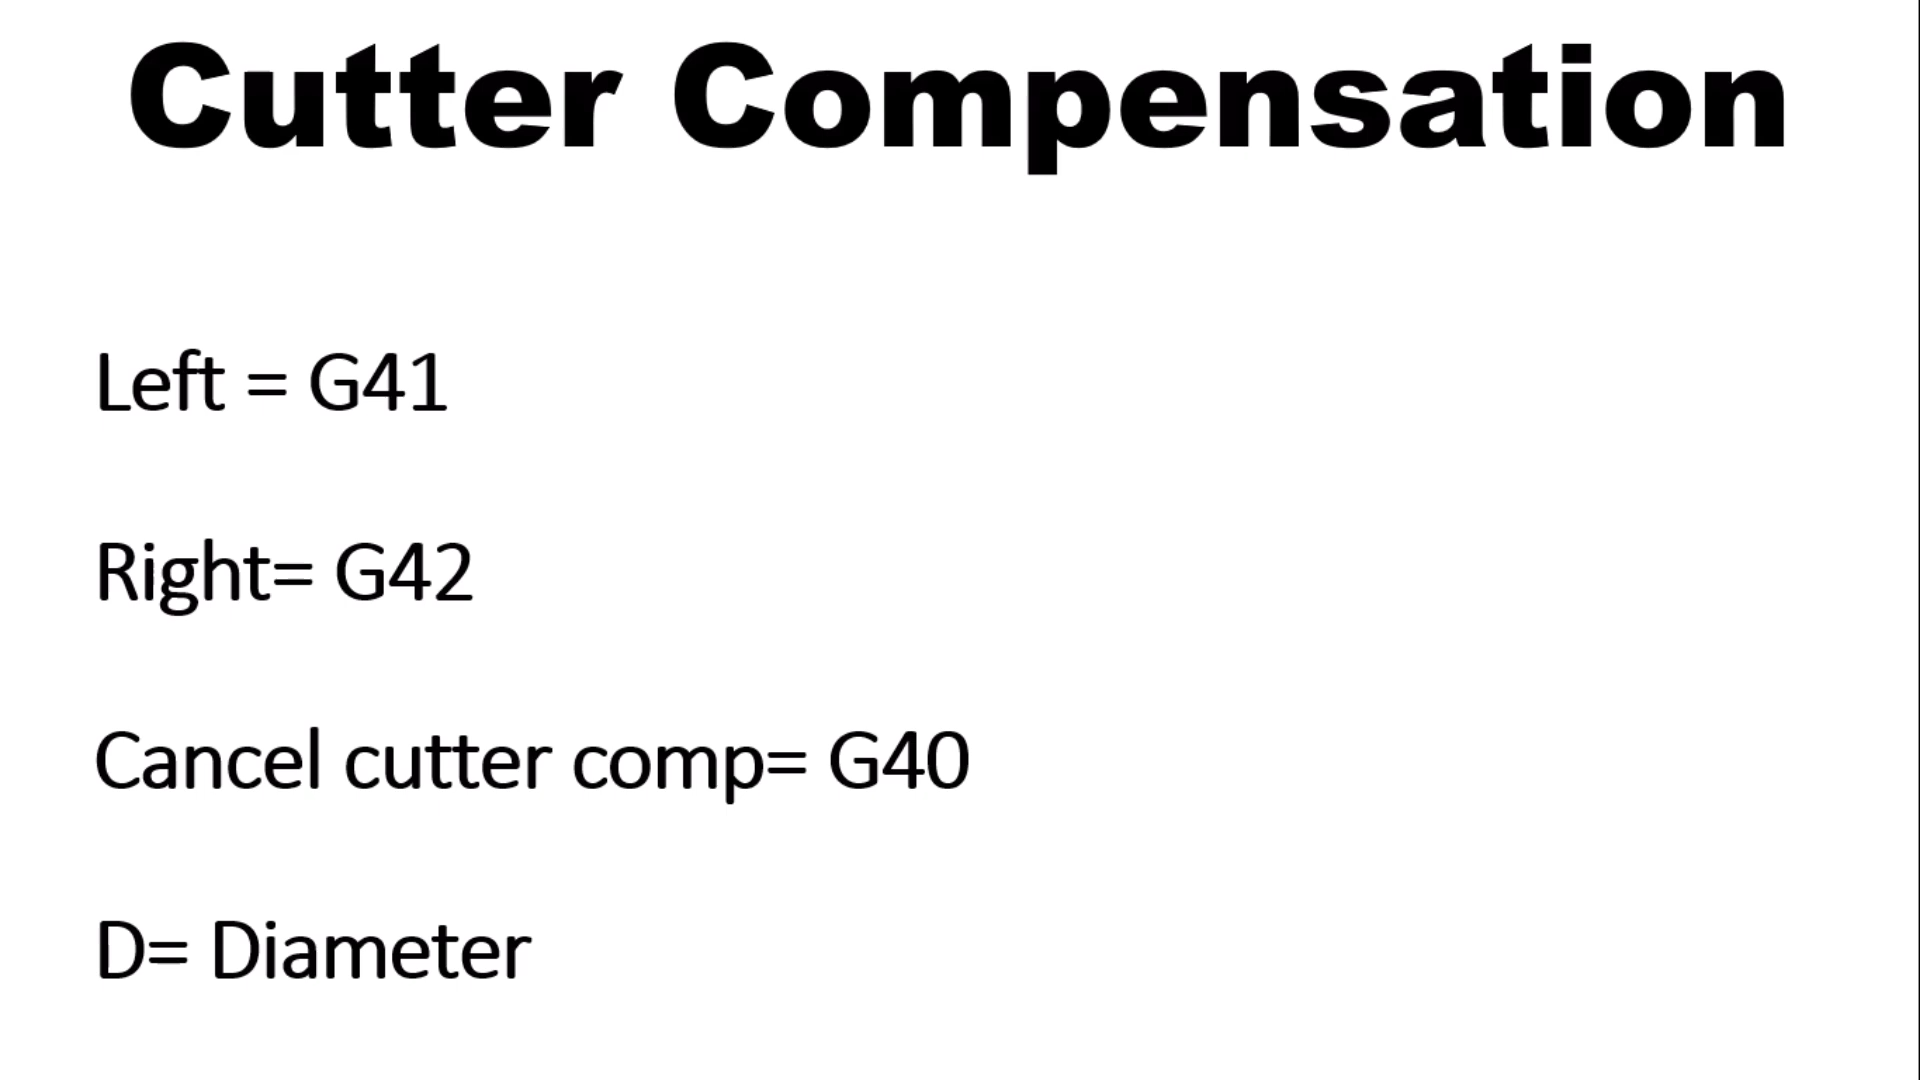 Cutter Compensation
Left = G41
Right= G42
Cancel cutter comp= G40
D= Diameter